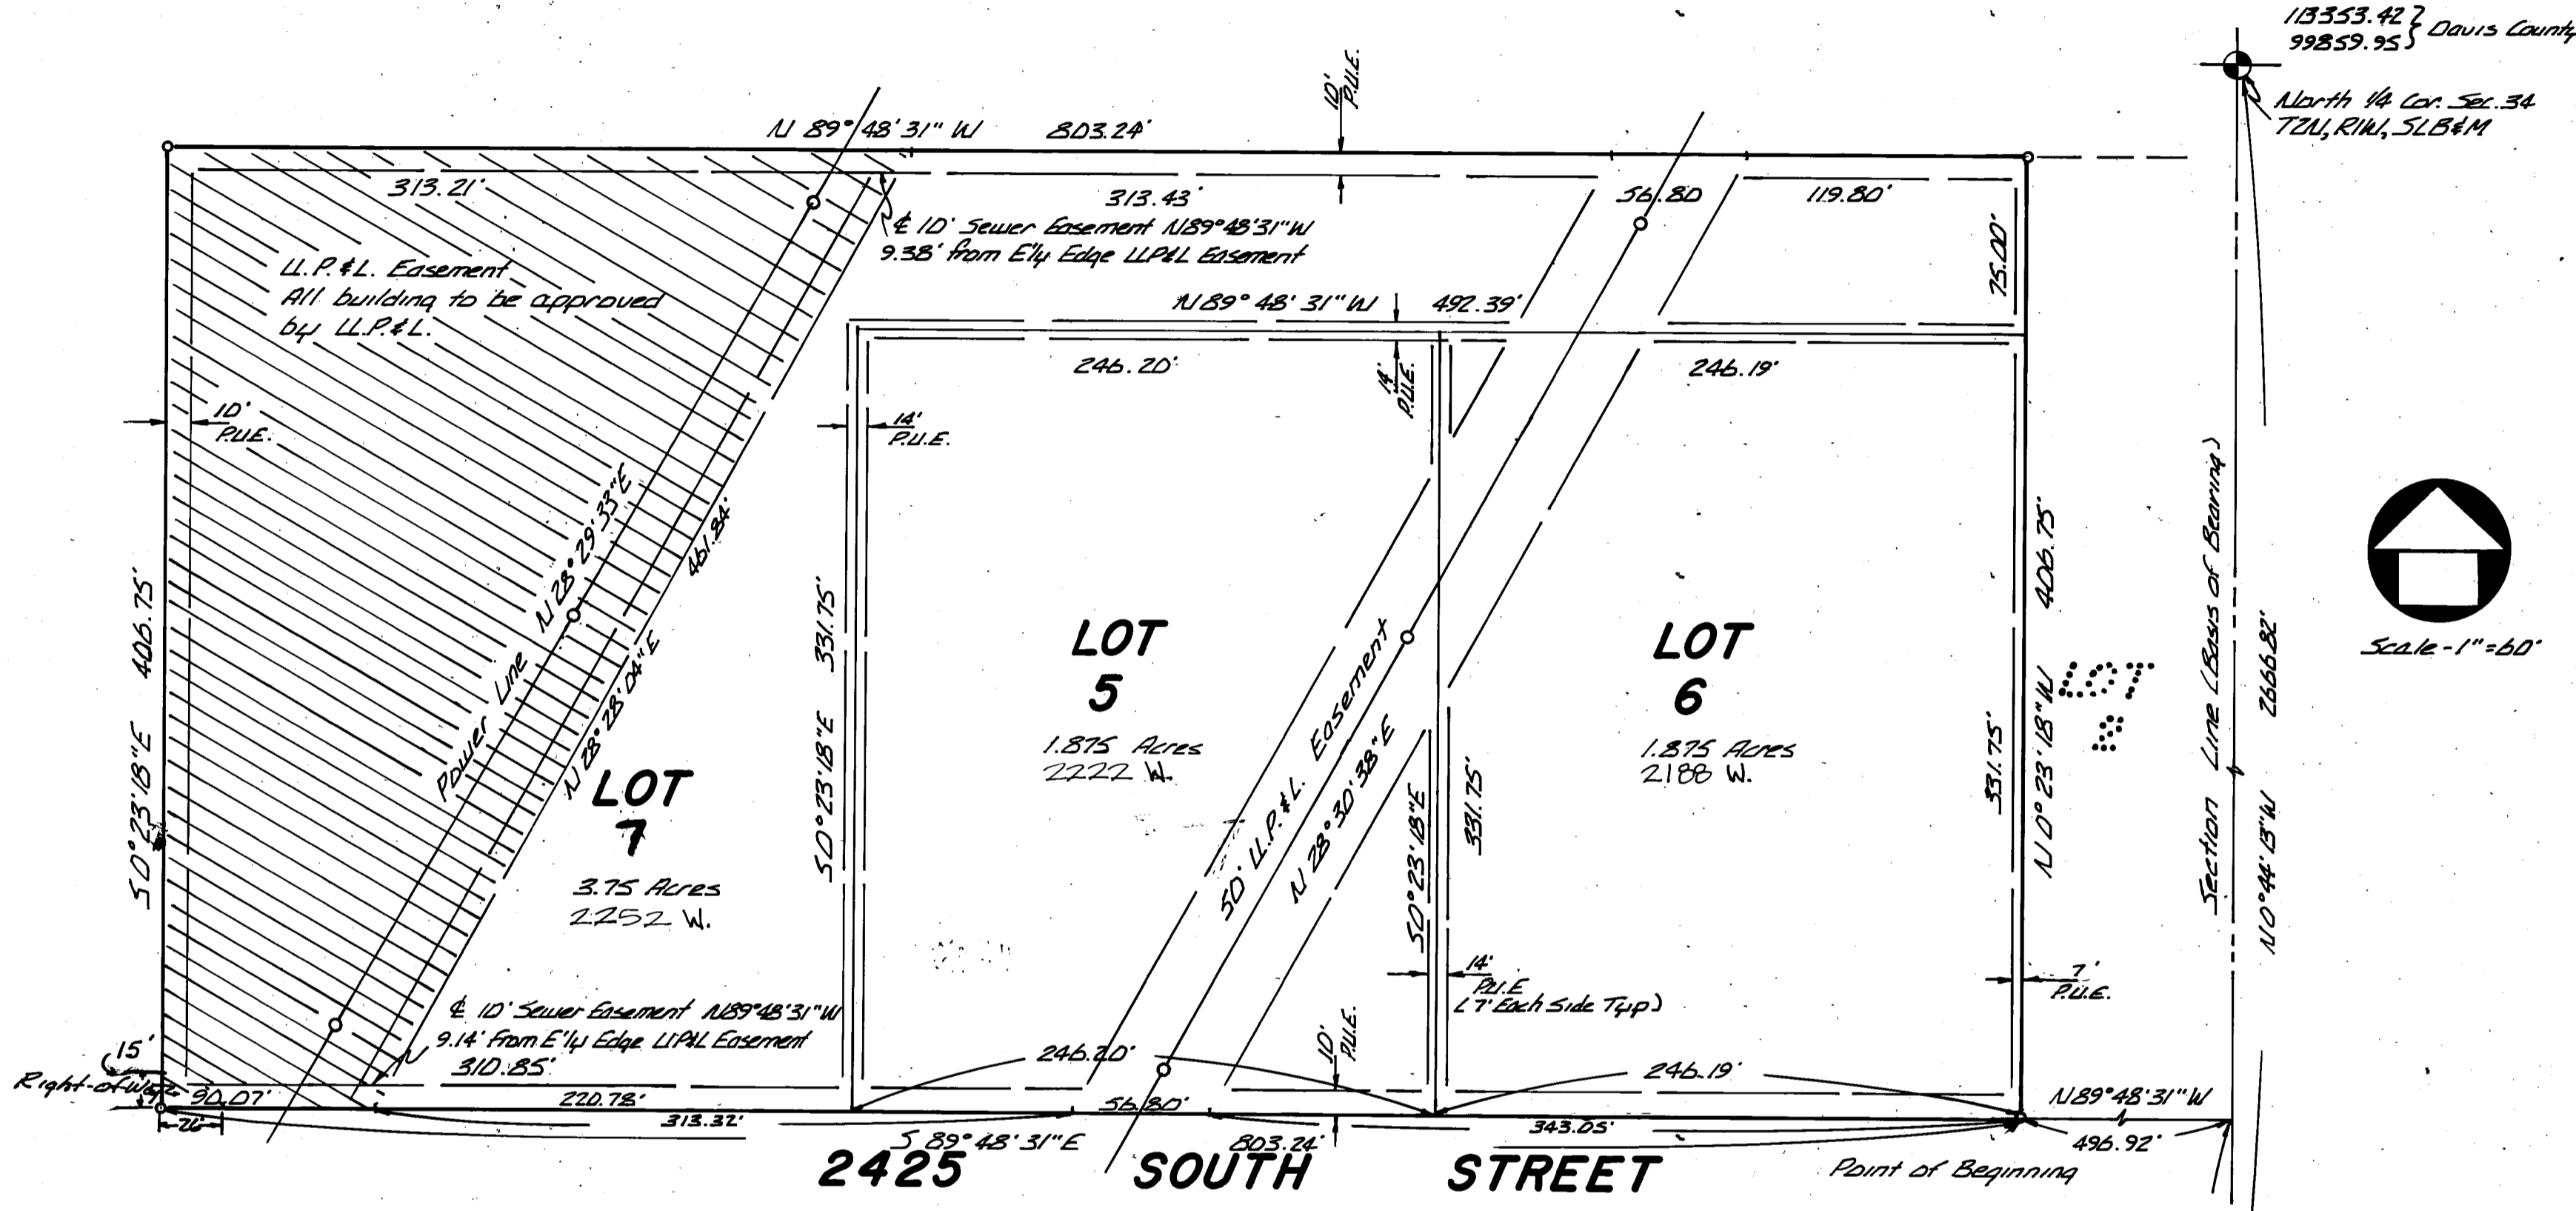 113353.42 } Davis County
99859.95
North 1/4 Cor. Sec. 34
T2N, R1W, SLB&M
N 89°48'31" W 803.24'
10'
P.U.E.
313.21'
313.43'
56.80
119.80'
℄ 10' Sewer Easement N89°48'31"W
9.38' from E'ly Edge U.P.&L Easement
75.00'
U.P.&L. Easement
All building to be approved
by U.P.&L.
N 89° 48' 31" W 492.39'
246.20'
246.19'
14'
P.U.E.
10'
P.U.E.
14'
P.U.E.
Power Line N 28° 29' 33" E
461.84'
N 28° 28' 04" E
S 0° 23' 18" E 406.75'
S 0° 23' 18" E 331.75'
LOT
7
3.75 Acres
2252 W.
LOT
5
1.875 Acres
2222 W.
50' U.P.&L. Easement
N 28° 30' 38" E
S 0° 23' 18" E
331.75'
LOT
6
1.875 Acres
2188 W.
331.75'
N 0° 23' 18" W 406.75'
LOT
Section Line (Basis of Bearing)
N 0° 44' 13" W 2666.82'
Scale - 1" = 60'
14'
P.U.E
(7' Each Side Typ)
7'
P.U.E.
10'
P.U.E.
℄ 10' Sewer Easement N89°48'31"W
9.14' from E'ly Edge U.P.&L Easement
310.85'
15'
Right-of-Way
90.07'
26'
220.78'
313.32'
246.20'
56.80'
246.19'
343.05'
S 89° 48' 31" E 803.24'
N 89° 48' 31" W
496.92'
Point of Beginning
2425 SOUTH STREET